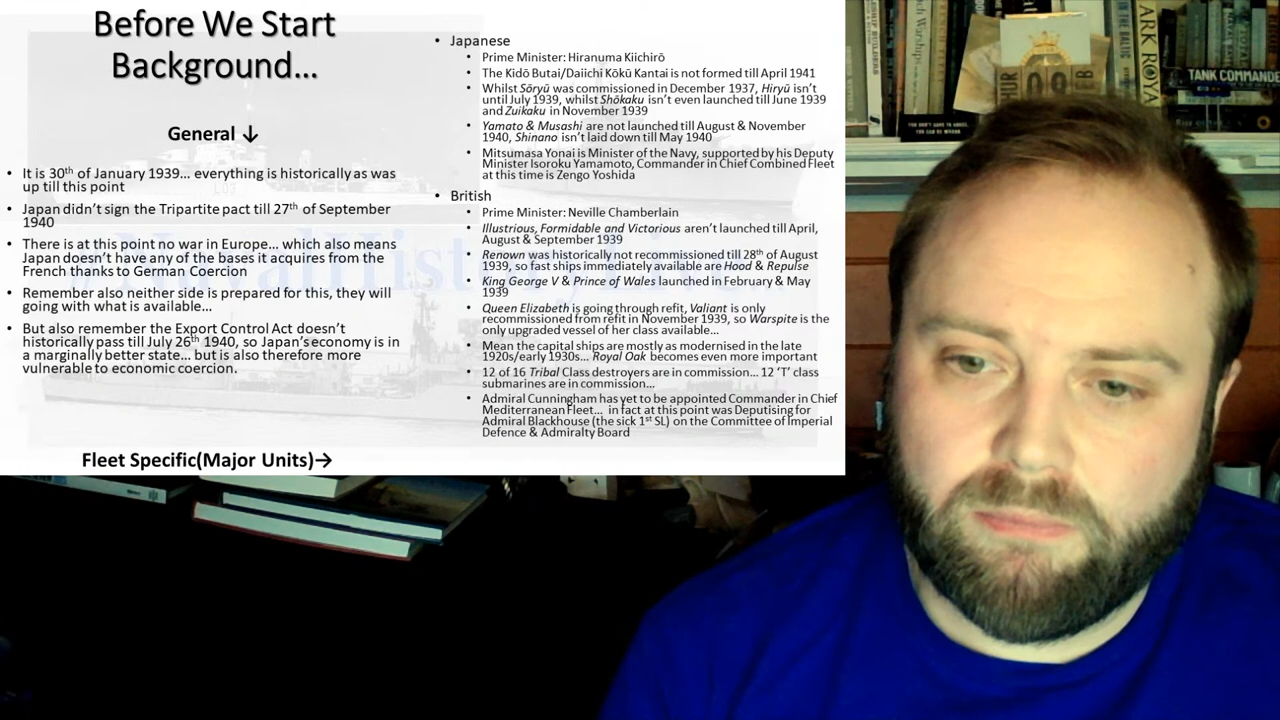 Before We Start
Background...
General ↓
• It is 30th of January 1939... everything is historically as was
up till this point
• Japan didn't sign the Tripartite pact till 27th of September
1940
• There is at this point no war in Europe... which also means
Japan doesn't have any of the bases it acquires from the
French thanks to German Coercion
• Remember also neither side is prepared for this, they will
going with what is available...
• But also remember the Export Control Act doesn't
historically pass till July 26th 1940, so Japan's economy is in
a marginally better state... but is also therefore more
vulnerable to economic coercion.
Fleet Specific(Major Units)→
• Japanese
• Prime Minister: Hiranuma Kiichirō
• The Kidō Butai/Daiichi Kōkū Kantai is not formed till April 1941
• Whilst Sōryū was commissioned in December 1937, Hiryū isn't
until July 1939, whilst Shōkaku isn't even launched till June 1939
and Zuikaku in November 1939
• Yamato & Musashi are not launched till August & November
1940, Shinano isn't laid down till May 1940
• Mitsumasa Yonai is Minister of the Navy, supported by his Deputy
Minister Isoroku Yamamoto, Commander in Chief Combined Fleet
at this time is Zengo Yoshida
• British
• Prime Minister: Neville Chamberlain
• Illustrious, Formidable and Victorious aren't launched till April,
August & September 1939
• Renown was historically not recommissioned till 28th of August
1939, so fast ships immediately available are Hood & Repulse
• King George V & Prince of Wales launched in February & May
1939
• Queen Elizabeth is going through refit, Valiant is only
recommissioned from refit in November 1939, so Warspite is the
only upgraded vessel of her class available...
• Mean the capital ships are mostly as modernised in the late
1920s/early 1930s... Royal Oak becomes even more important
• 12 of 16 Tribal Class destroyers are in commission... 12 'T' class
submarines are in commission...
• Admiral Cunningham has yet to be appointed Commander in Chief
Mediterranean Fleet... in fact at this point was Deputising for
Admiral Blackhouse (the sick 1st SL) on the Committee of Imperial
Defence & Admiralty Board
IN THE BALTIC
ARK ROYAL
TANK COMMANDE